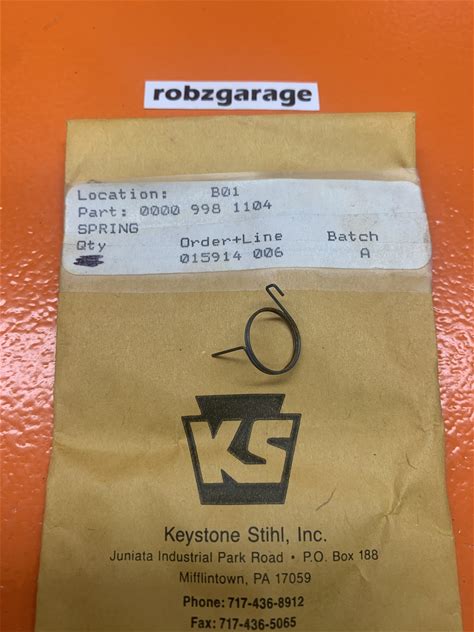 robzgarage
Location: B01
Part: 0000 998 1104
SPRING
Qty Order+Line Batch
015914 006 A
KS
Keystone Stihl, Inc.
Juniata Industrial Park Road • P.O. Box 188
Mifflintown, PA 17059
Phone: 717-436-8912
Fax: 717-436-5065